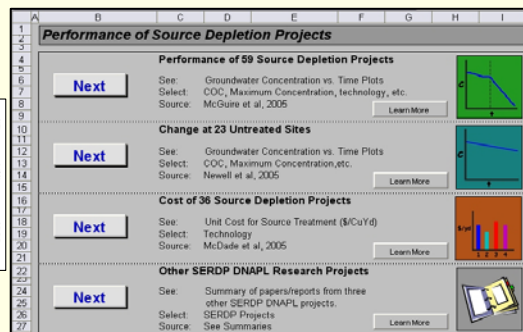 A B C D E F G H I
1
2 Performance of Source Depletion Projects
3
4 Performance of 59 Source Depletion Projects
5
6 Next See: Groundwater Concentration vs. Time Plots
7 Select: COC, Maximum Concentration, technology, etc.
8 Source: McGuire et al, 2005 Learn More
9
C
t
10 Change at 23 Untreated Sites
11
12 Next See: Groundwater Concentration vs. Time Plots
13 Select: COC, Maximum Concentration,etc.
14 Source: Newell et al, 2005 Learn More
15
C
t
16 Cost of 36 Source Depletion Projects
17
18 Next See: Unit Cost for Source Treatment ($/CuYd)
19 Select: Technology
20 Source: McDade et al, 2005 Learn More
21
$/yd
1 2 3 4
22 Other SERDP DNAPL Research Projects
23
24 Next See: Summary of papers/reports from three
25 other SERDP DNAPL projects.
26 Select: SERDP Projects
27 Source: See Summaries Learn More